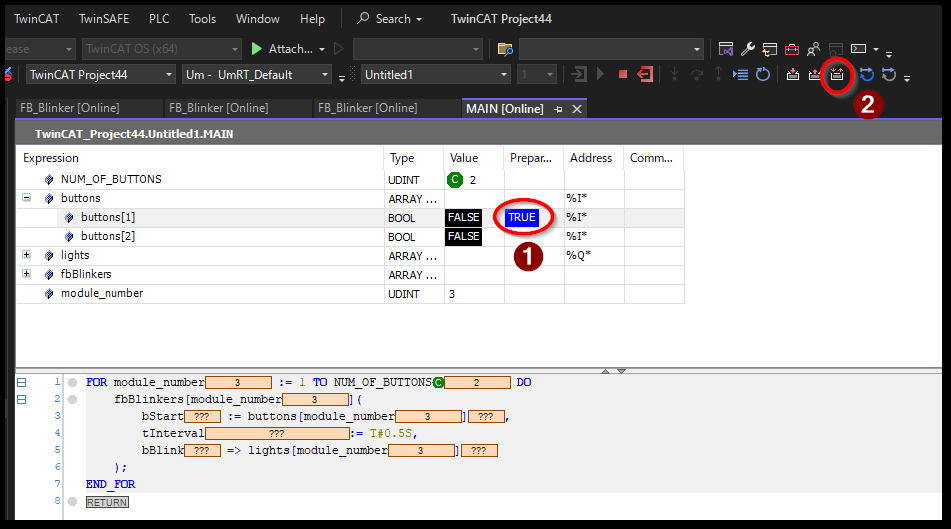 TwinCAT TwinSAFE PLC Tools Window Help Search TwinCAT Project44
ease TwinCAT OS (x64) Attach...
TwinCAT Project44 Um - UmRT_Default Untitled1 1
2
FB_Blinker [Online] FB_Blinker [Online] FB_Blinker [Online] MAIN [Online]
TwinCAT_Project44.Untitled1.MAIN
Expression Type Value Prepar... Address Comm...
NUM_OF_BUTTONS UDINT C 2
buttons ARRAY ... %I*
buttons[1] BOOL FALSE TRUE %I*
buttons[2] BOOL FALSE %I*
1
lights ARRAY ... %Q*
fbBlinkers ARRAY ...
module_number UDINT 3
1 FOR module_number 3 := 1 TO NUM_OF_BUTTONS C 2 DO
2 fbBlinkers[module_number 3 ](
3 bStart ??? := buttons[module_number 3 ] ??? ,
4 tInterval ??? := T#0.5S,
5 bBlink ??? => lights[module_number 3 ] ???
6 );
7 END_FOR
8 RETURN